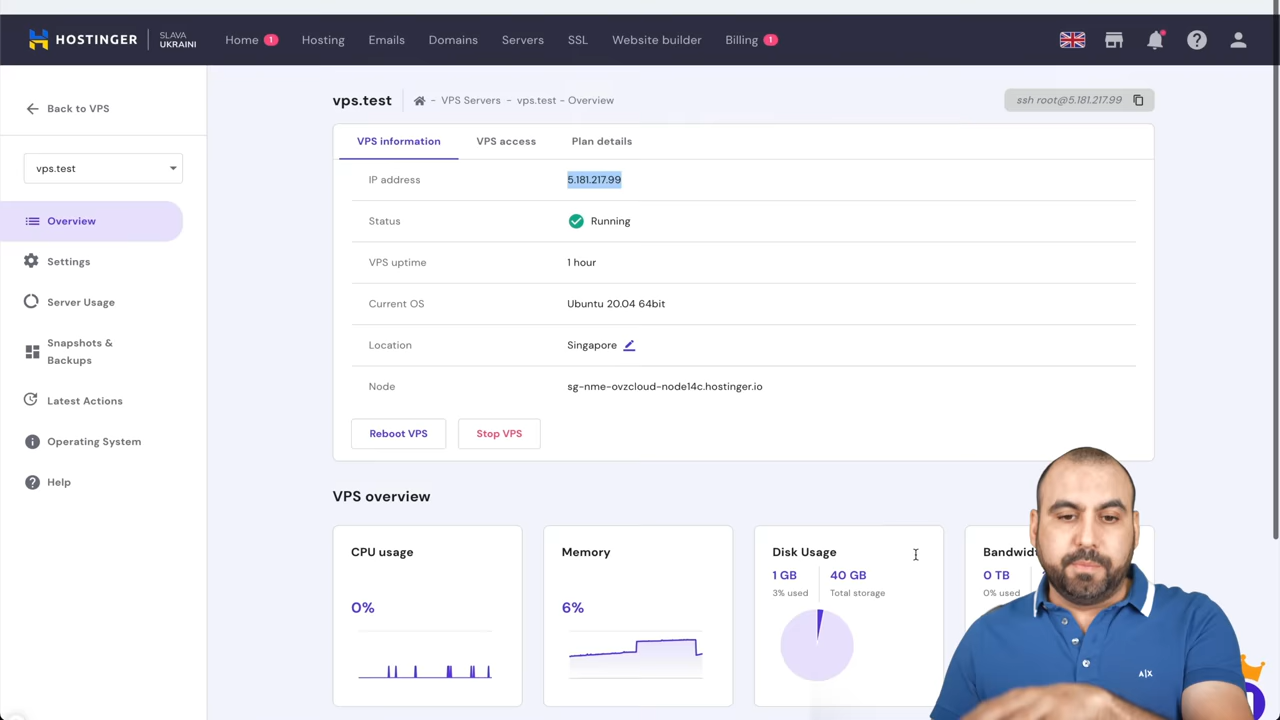 HOSTINGER
SLAVA
UKRAINI
Home 1
Hosting
Emails
Domains
Servers
SSL
Website builder
Billing 1
Back to VPS
vps.test
Overview
Settings
Server Usage
Snapshots &
Backups
Latest Actions
Operating System
Help
vps.test
- VPS Servers - vps.test - Overview
ssh root@5.181.217.99
VPS information
VPS access
Plan details
IP address 5.181.217.99
Status Running
VPS uptime 1 hour
Current OS Ubuntu 20.04 64bit
Location Singapore
Node sg-nme-ovzcloud-node14c.hostinger.io
Reboot VPS
Stop VPS
VPS overview
CPU usage
0%
Memory
6%
Disk Usage
1 GB
3% used
40 GB
Total storage
0 TB
0% used
A|X